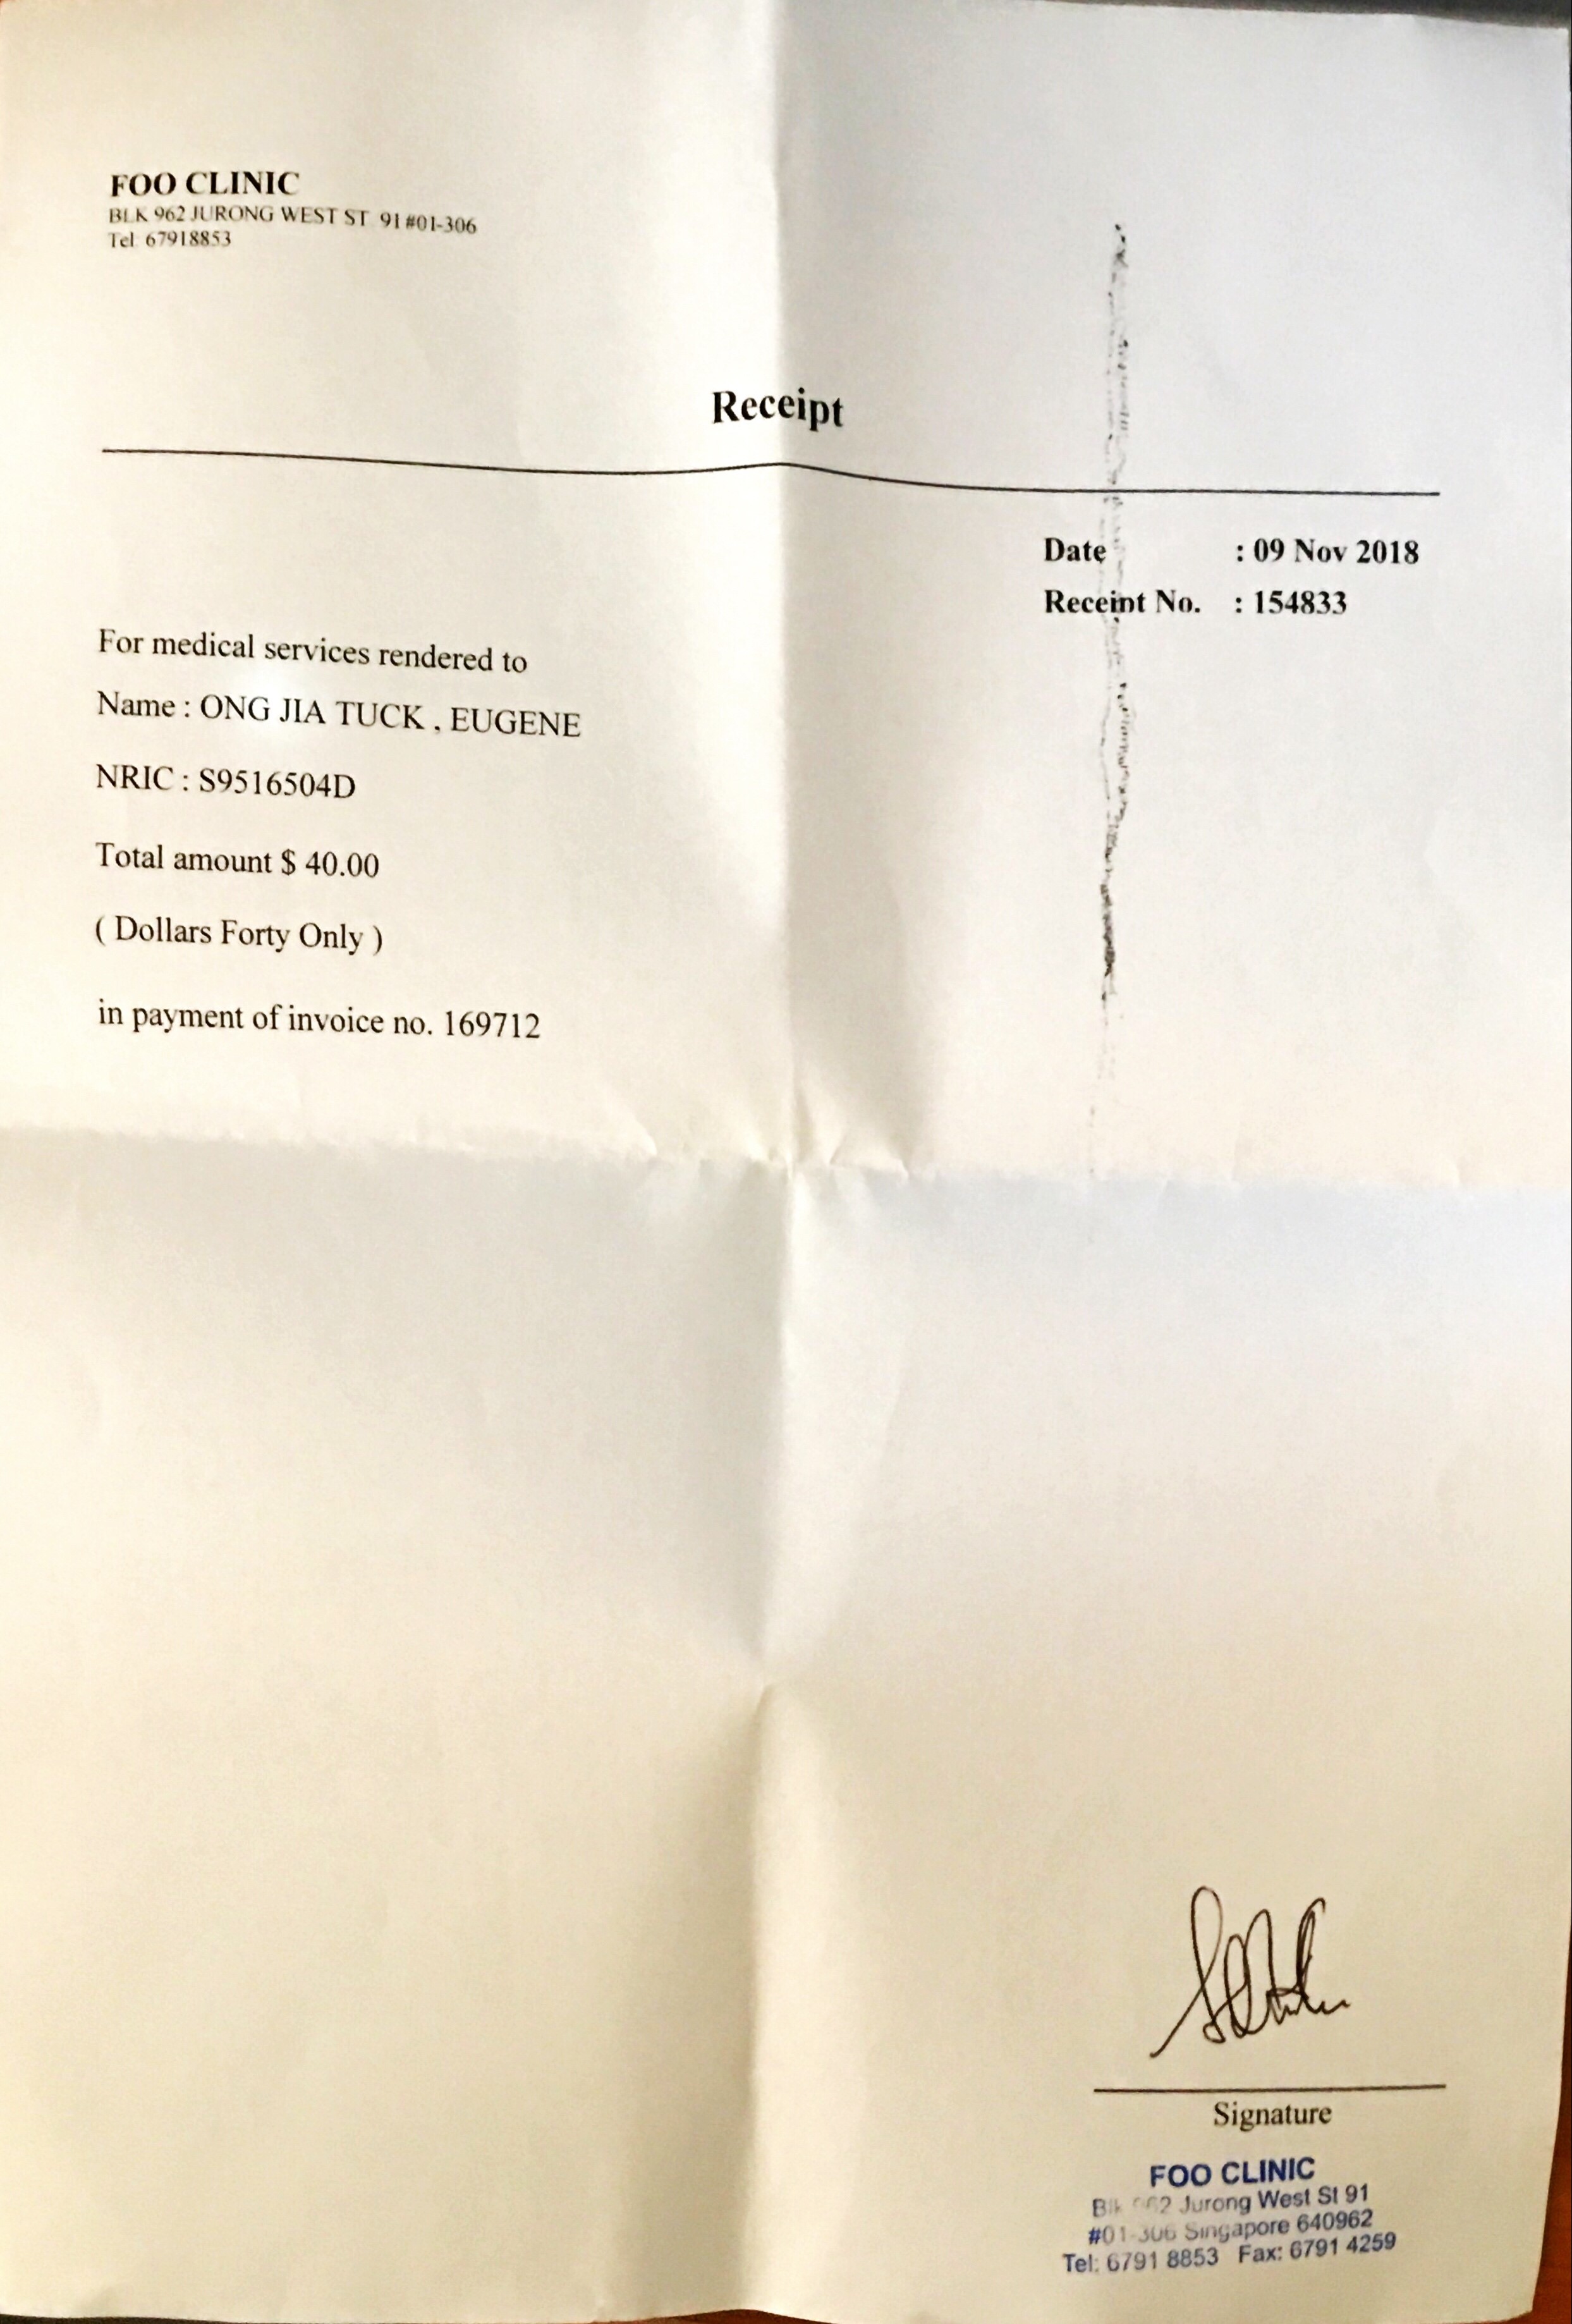 FOO CLINIC
BLK 962 JURONG WEST ST 91 #01-306
Tel 67918853
Receipt
Date : 09 Nov 2018
Receipt No. : 154833
For medical services rendered to
Name : ONG JIA TUCK , EUGENE
NRIC : S9516504D
Total amount $ 40.00
( Dollars Forty Only )
in payment of invoice no. 169712
Signature
FOO CLINIC
Blk 962 Jurong West St 91
#01-306 Singapore 640962
Tel: 6791 8853 Fax: 6791 4259